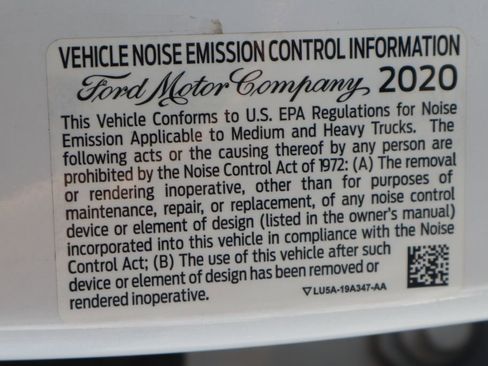 VEHICLE NOISE EMISSION CONTROL INFORMATION
Ford Motor Company 2020
This Vehicle Conforms to U.S. EPA Regulations for Noise
Emission Applicable to Medium and Heavy Trucks. The
following acts or the causing thereof by any person are
prohibited by the Noise Control Act of 1972: (A) The removal
or rendering inoperative, other than for purposes of
maintenance, repair, or replacement, of any noise control
device or element of design (listed in the owner's manual)
incorporated into this vehicle in compliance with the Noise
Control Act; (B) The use of this vehicle after such
device or element of design has been removed or
rendered inoperative.
LU5A-19A347-AA